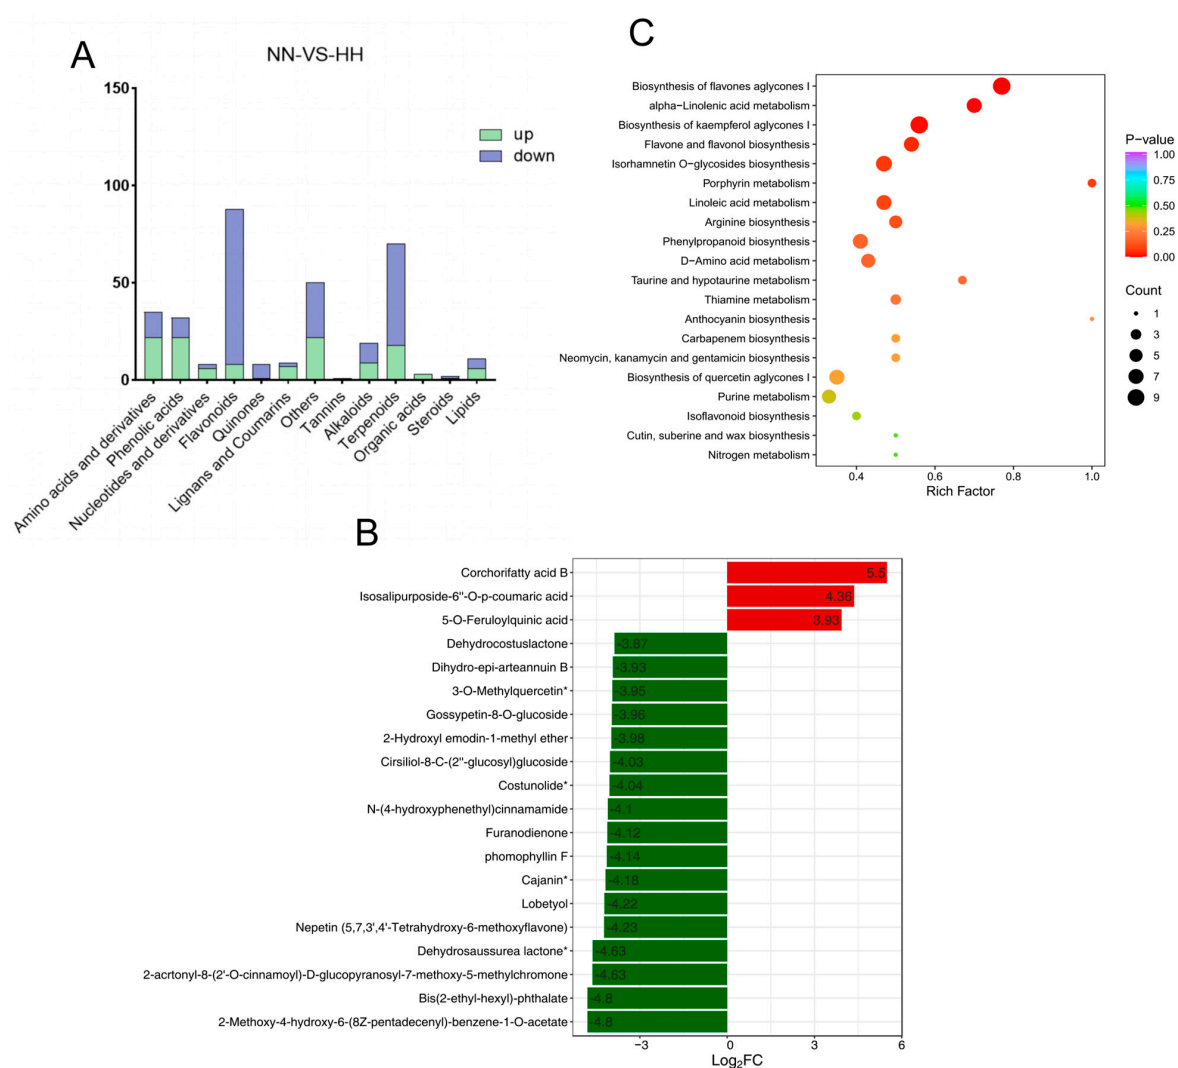 A
NN-VS-HH
150
100
50
0
up
down
Amino acids and derivatives
Phenolic acids
Nucleotides and derivatives
Flavonoids
Quinones
Lignans and Coumarins
Others
Tannins
Alkaloids
Terpenoids
Organic acids
Steroids
Lipids
C
Biosynthesis of flavones aglycones I
alpha−Linolenic acid metabolism
Biosynthesis of kaempferol aglycones I
Flavone and flavonol biosynthesis
Isorhamnetin O−glycosides biosynthesis
Porphyrin metabolism
Linoleic acid metabolism
Arginine biosynthesis
Phenylpropanoid biosynthesis
D−Amino acid metabolism
Taurine and hypotaurine metabolism
Thiamine metabolism
Anthocyanin biosynthesis
Carbapenem biosynthesis
Neomycin, kanamycin and gentamicin biosynthesis
Biosynthesis of quercetin aglycones I
Purine metabolism
Isoflavonoid biosynthesis
Cutin, suberine and wax biosynthesis
Nitrogen metabolism
0.4 0.6 0.8 1.0
Rich Factor
P−value
1.00
0.75
0.50
0.25
0.00
Count
1
3
5
7
9
B
Corchorifatty acid B 5.5
Isosalipurposide-6''-O-p-coumaric acid 4.36
5-O-Feruloylquinic acid 3.93
Dehydrocostuslactone -3.87
Dihydro-epi-arteannuin B -3.93
3-O-Methylquercetin* -3.95
Gossypetin-8-O-glucoside -3.96
2-Hydroxyl emodin-1-methyl ether -3.98
Cirsiliol-8-C-(2''-glucosyl)glucoside -4.03
Costunolide* -4.04
N-(4-hydroxyphenethyl)cinnamamide -4.1
Furanodienone -4.12
phomophyllin F -4.14
Cajanin* -4.18
Lobetyol -4.22
Nepetin (5,7,3',4'-Tetrahydroxy-6-methoxyflavone) -4.23
Dehydrosaussurea lactone* -4.63
2-acrtonyl-8-(2'-O-cinnamoyl)-D-glucopyranosyl-7-methoxy-5-methylchromone -4.63
Bis(2-ethyl-hexyl)-phthalate -4.8
2-Methoxy-4-hydroxy-6-(8Z-pentadecenyl)-benzene-1-O-acetate -4.8
−3 0 3 6
Log₂FC